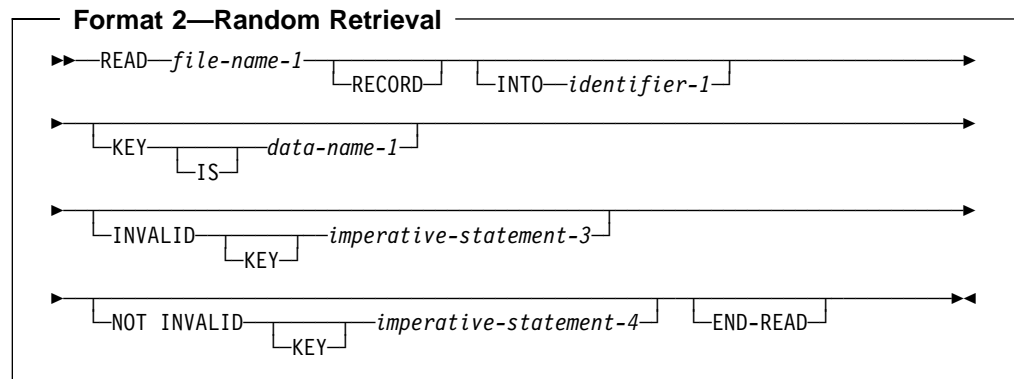 Format 2—Random Retrieval
READ file-name-1 RECORD INTO identifier-1
KEY IS data-name-1
INVALID KEY imperative-statement-3
NOT INVALID KEY imperative-statement-4 END-READ